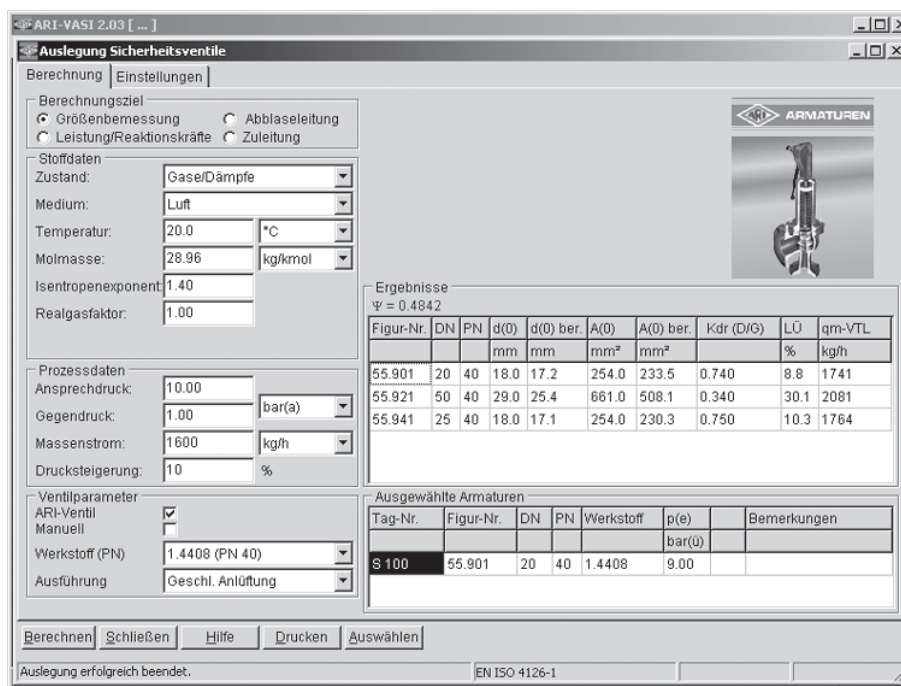 ARI-VASI 2.03 [ ... ]
Auslegung Sicherheitsventile
Berechnung Einstellungen
Berechnungsziel
Größenbemessung Abblaseleitung
Leistung/Reaktionskräfte Zuleitung
Stoffdaten
Zustand: Gase/Dämpfe
Medium: Luft
Temperatur: 20.0 °C
Molmasse: 28.96 kg/kmol
Isentropenexponent: 1.40
Realgasfaktor: 1.00
Prozessdaten
Ansprechdruck: 10.00
bar(a)
Gegendruck: 1.00
Massenstrom: 1600 kg/h
Drucksteigerung: 10 %
Ventilparameter
ARI-Ventil
Manuell
Werkstoff (PN) 1.4408 (PN 40)
Ausführung Geschl. Anlüftung
ARI ARMATUREN
Ergebnisse
Ψ = 0.4842
Figur-Nr. DN PN d(0) d(0) ber. A(0) A(0) ber. Kdr (D/G) LÜ qm-VTL
mm mm mm² mm² % kg/h
55.901 20 40 18.0 17.2 254.0 233.5 0.740 8.8 1741
55.921 50 40 29.0 25.4 661.0 508.1 0.340 30.1 2081
55.941 25 40 18.0 17.1 254.0 230.3 0.750 10.3 1764
Ausgewählte Armaturen
Tag-Nr. Figur-Nr. DN PN Werkstoff p(e) Bemerkungen
bar(ü)
S 100 55.901 20 40 1.4408 9.00
Berechnen Schließen Hilfe Drucken Auswählen
Auslegung erfolgreich beendet. EN ISO 4126-1